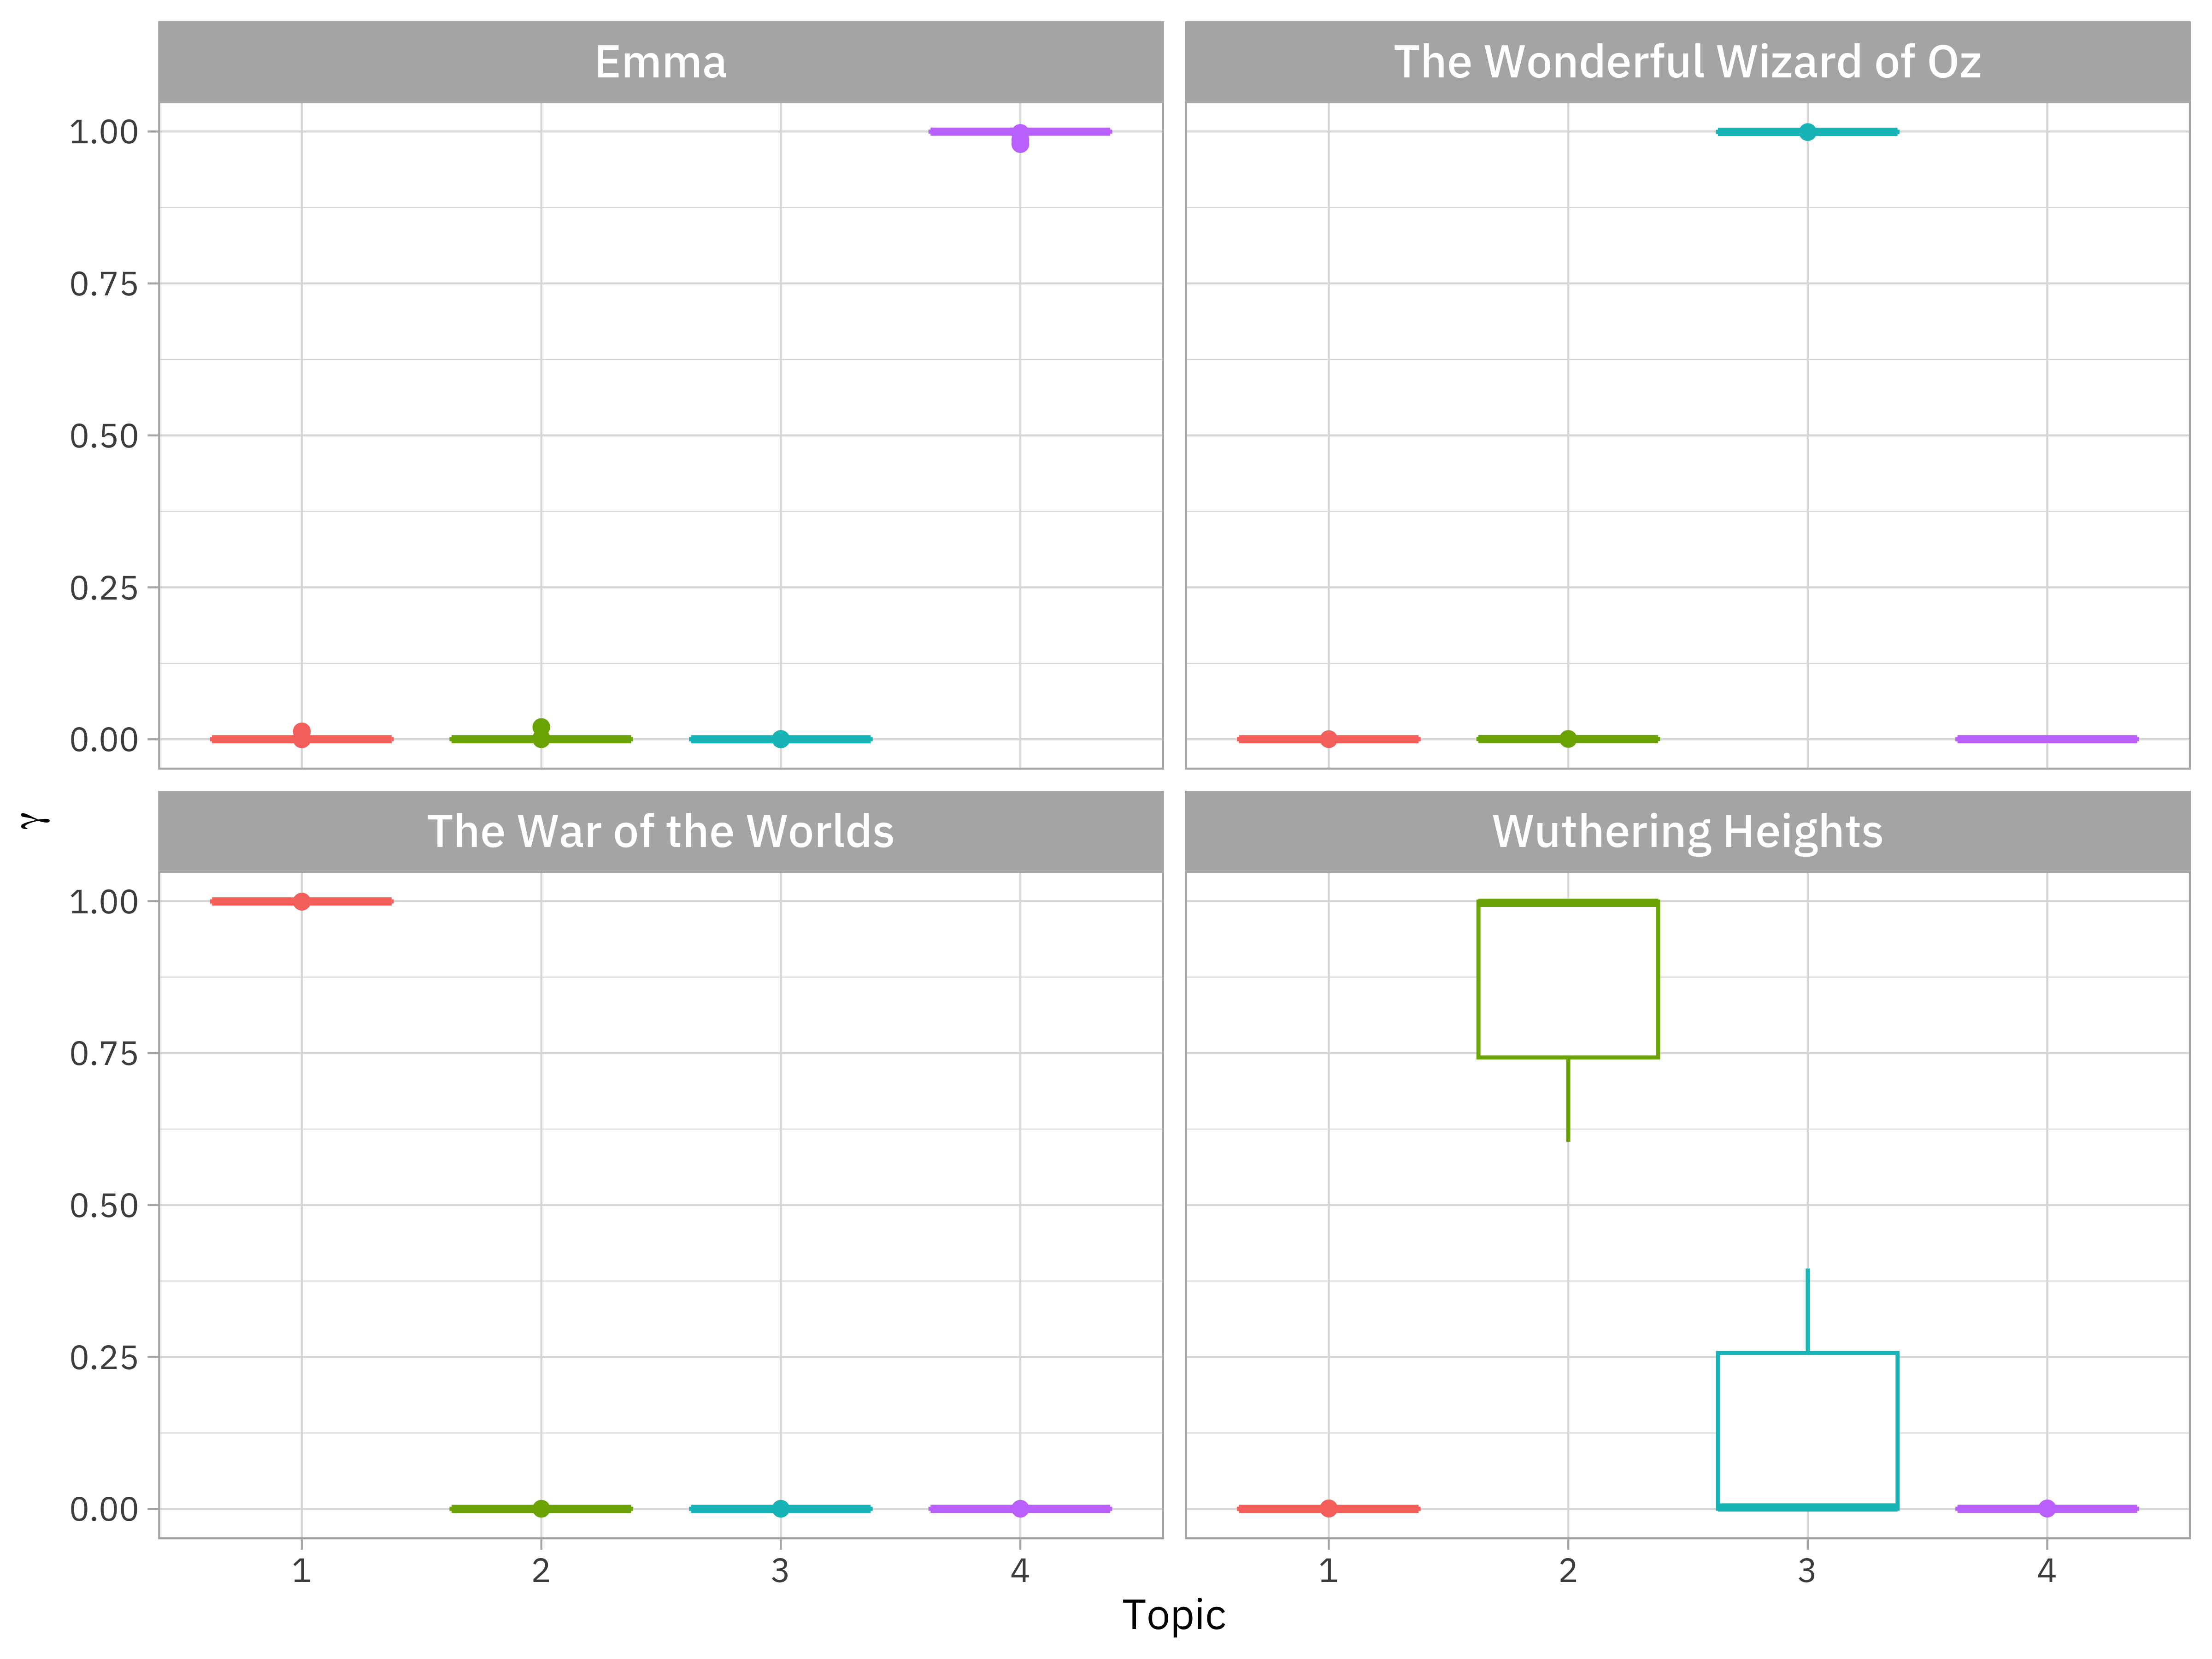 Emma
The Wonderful Wizard of Oz
1.00
0.75
0.50
0.25
0.00
γ
The War of the Worlds
Wuthering Heights
1.00
0.75
0.50
0.25
0.00
1 2 3 4 1 2 3 4
Topic